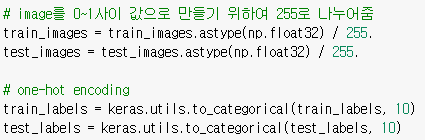 # image를 0~1사이 값으로 만들기 위하여 255로 나누어줌
train_images = train_images.astype(np.float32) / 255.
test_images = test_images.astype(np.float32) / 255.
# one-hot encoding
train_labels = keras.utils.to_categorical(train_labels, 10)
test_labels = keras.utils.to_categorical(test_labels, 10)